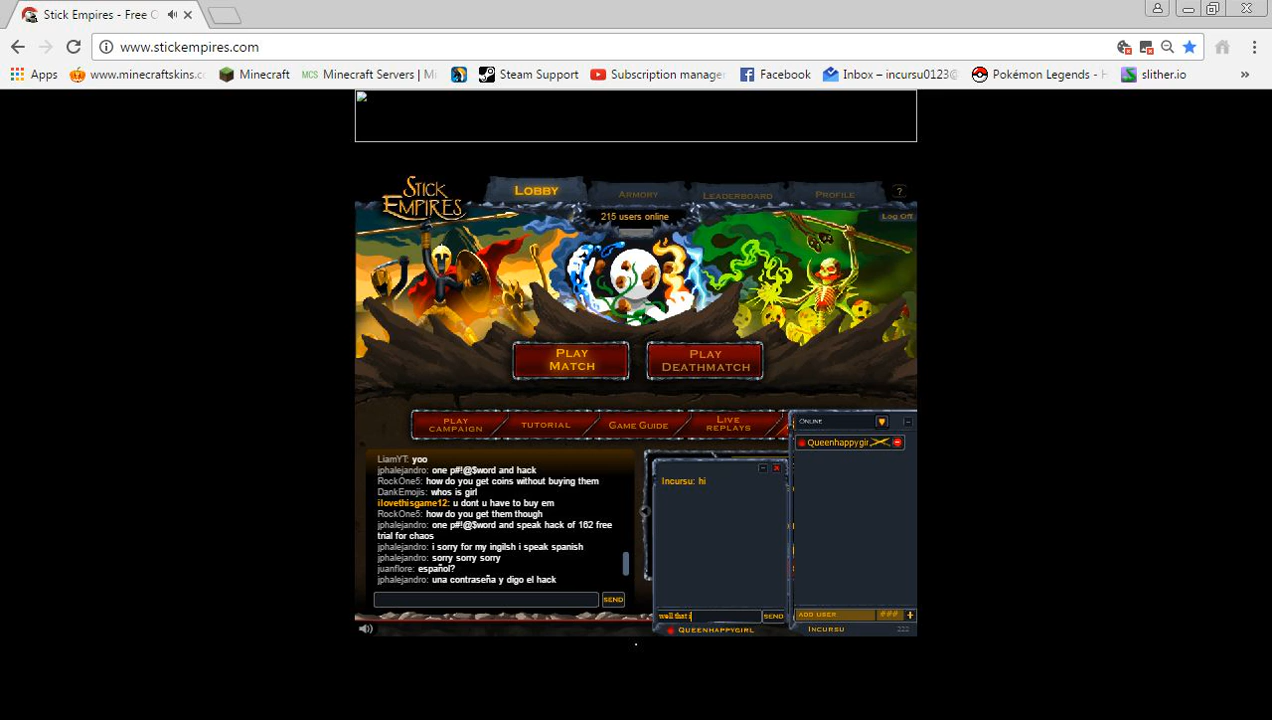 Stick Empires - Free O
www.stickempires.com
Apps www.minecraftskins.co Minecraft MCS Minecraft Servers | Mi Steam Support Subscription manage Facebook Inbox – incursu0123@ Pokémon Legends - H slither.io »
STICK EMPIRES
LOBBY ARMORY LEADERBOARD PROFILE ?
215 users online
Log Off
PLAY MATCH
PLAY DEATHMATCH
PLAY CAMPAIGN
TUTORIAL
GAME GUIDE
LIVE REPLAYS
LiamYT: yoo
jphalejandro: one p#!@$word and hack
RockOne5: how do you get coins without buying them
DankEmojis: whos is girl
ilovethisgame12: u dont u have to buy em
RockOne5: how do you get them though
jphalejandro: one p#!@$word and speak hack of 162 free
trial for chaos
jphalejandro: i sorry for my ingilsh i speak spanish
jphalejandro: sorry sorry sorry
juanflore: español?
jphalejandro: una contraseña y digo el hack
SEND
Incursu: hi
well that i
SEND
QUEENHAPPYGIRL
ONLINE
Queenhappygirl
ADD USER ### +
INCURSU